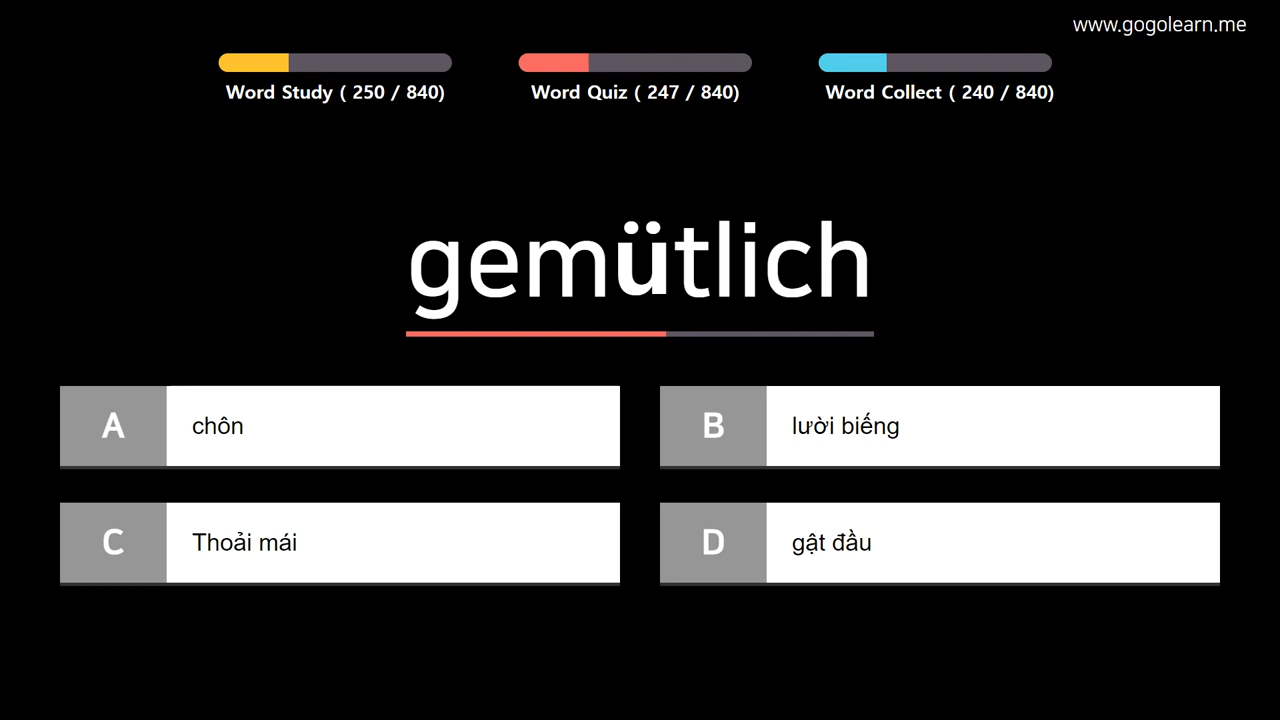 www.gogolearn.me
Word Study ( 250 / 840)
Word Quiz ( 247 / 840)
Word Collect ( 240 / 840)
gemütlich
A
chôn
B
lười biếng
C
Thoải mái
D
gật đầu